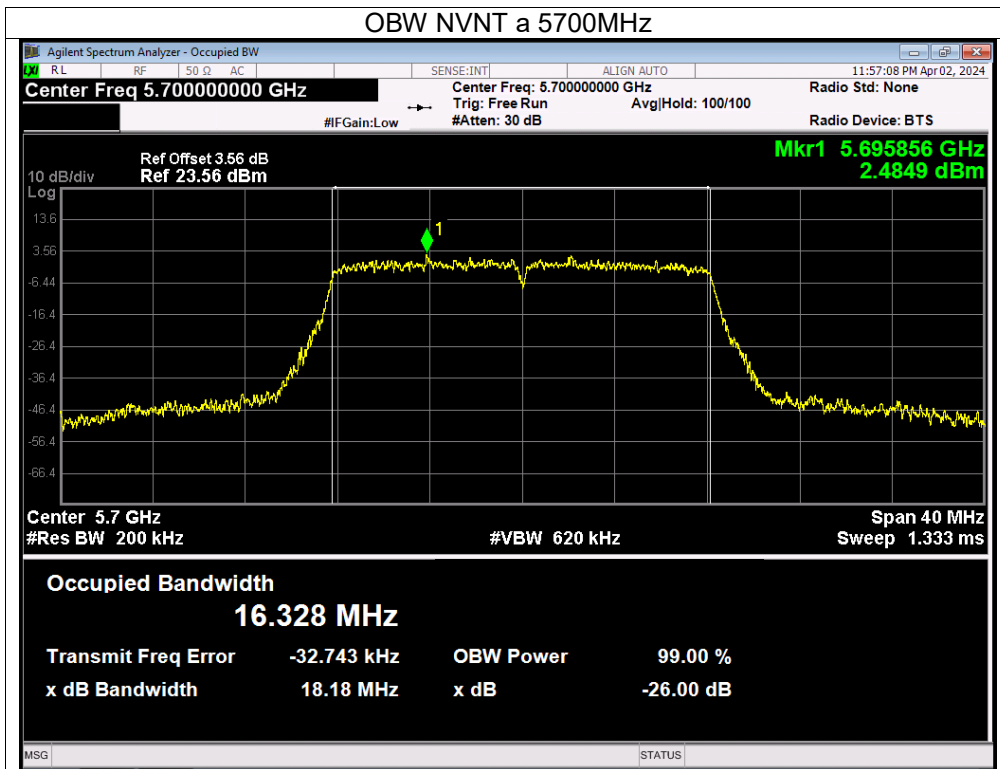 OBW NVNT a 5700MHz
Agilent Spectrum Analyzer - Occupied BW
LXI RL RF 50 Ω AC SENSE:INT ALIGN AUTO 11:57:08 PM Apr 02, 2024
Center Freq 5.700000000 GHz Center Freq: 5.700000000 GHz Radio Std: None
Trig: Free Run Avg|Hold: 100/100
#IFGain:Low #Atten: 30 dB Radio Device: BTS
Mkr1 5.695856 GHz
2.4849 dBm
Ref Offset 3.56 dB
10 dB/div Ref 23.56 dBm
Log
13.6
1
3.56
-6.44
-16.4
-26.4
-36.4
-46.4
-56.4
-66.4
Center 5.7 GHz Span 40 MHz
#Res BW 200 kHz #VBW 620 kHz Sweep 1.333 ms
Occupied Bandwidth
16.328 MHz
Transmit Freq Error -32.743 kHz OBW Power 99.00 %
x dB Bandwidth 18.18 MHz x dB -26.00 dB
MSG STATUS